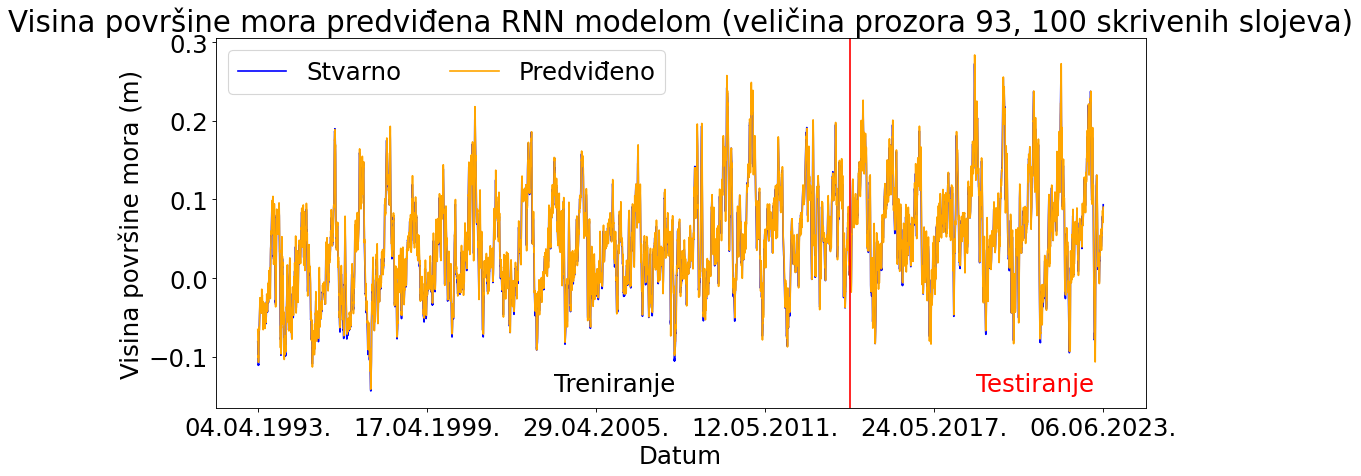 Visina površine mora predviđena RNN modelom (veličina prozora 93, 100 skrivenih slojeva)
Stvarno
Predviđeno
Visina površine mora (m)
0.3
0.2
0.1
0.0
−0.1
Treniranje
Testiranje
04.04.1993.
17.04.1999.
29.04.2005.
12.05.2011.
24.05.2017.
06.06.2023.
Datum